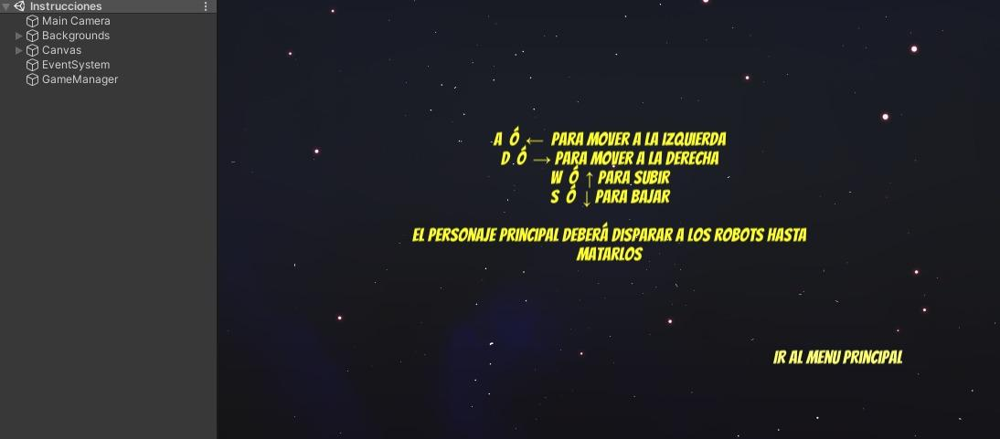 Instrucciones
Main Camera
Backgrounds
Canvas
EventSystem
GameManager
A Ó ← PARA MOVER A LA IZQUIERDA
D Ó → PARA MOVER A LA DERECHA
W Ó ↑ PARA SUBIR
S Ó ↓ PARA BAJAR
EL PERSONAJE PRINCIPAL DEBERÁ DISPARAR A LOS ROBOTS HASTA
MATARLOS
IR AL MENU PRINCIPAL